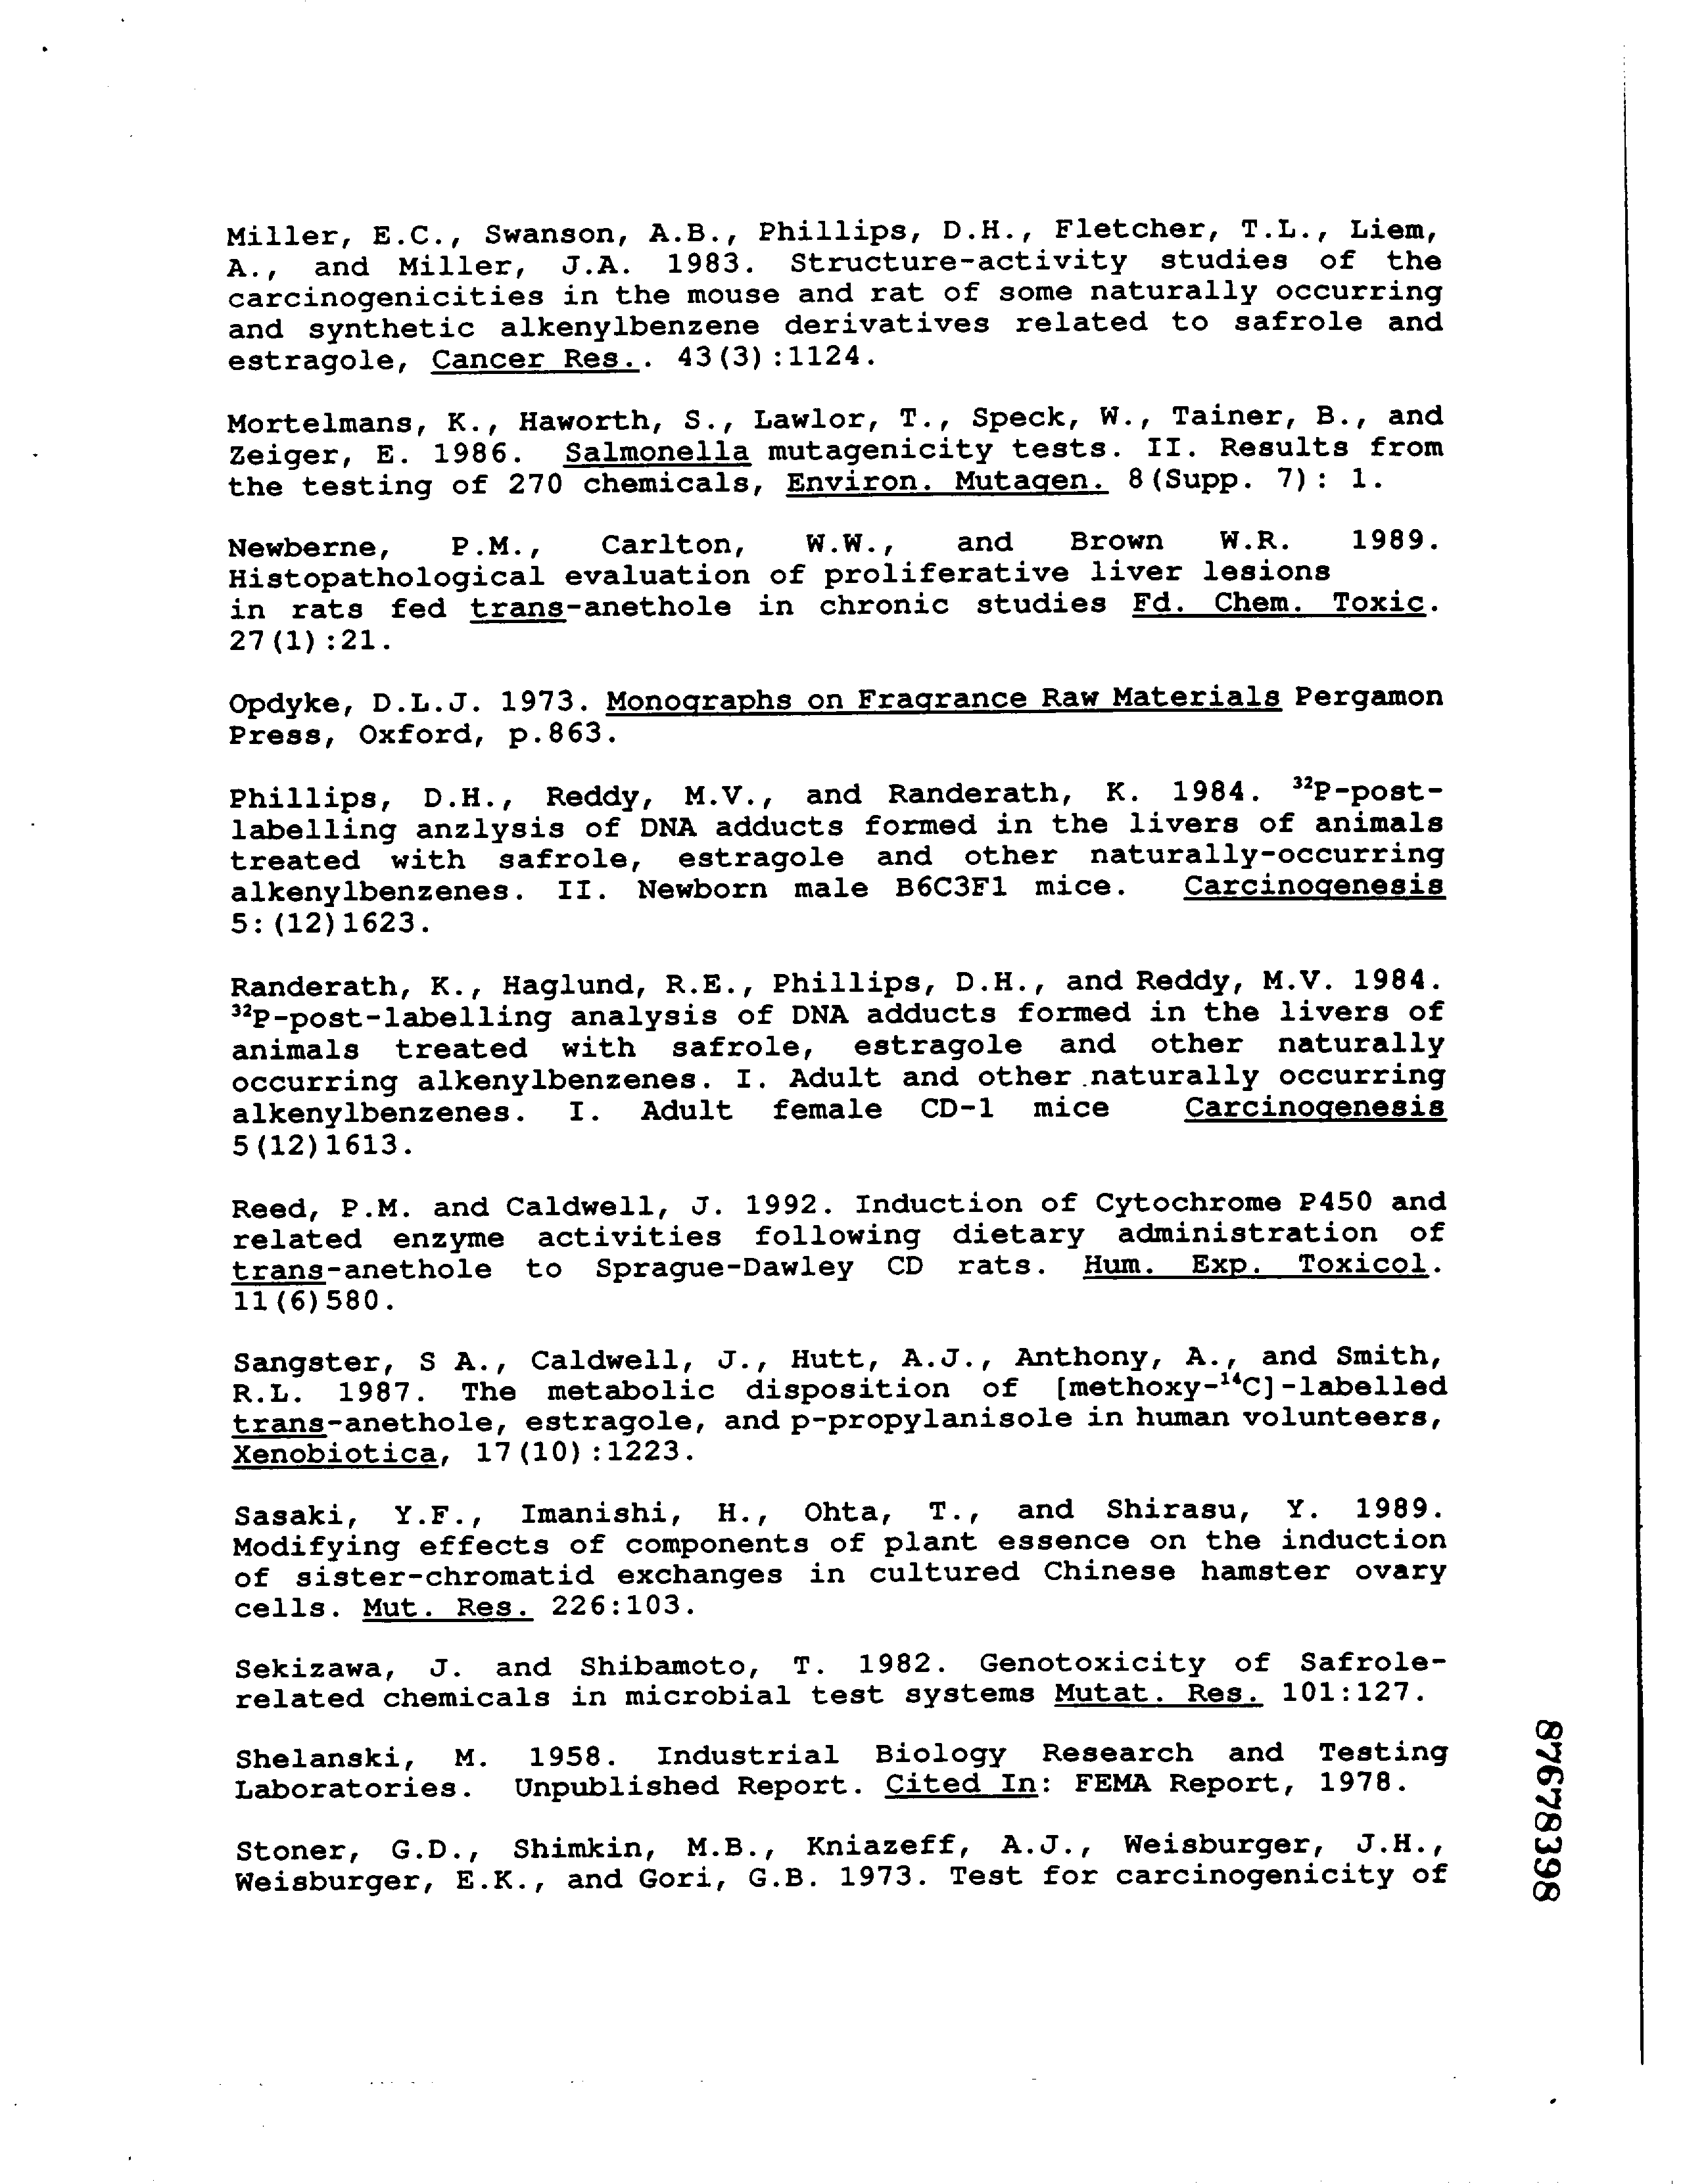 Miller, E.C., Swanson, A.B., Phillips, D.H., Fletcher, T.L., Liem,
A., and Miller, J.A. 1983. Structure-activity studies of the
carcinogenicities in the mouse and rat of some naturally occurring
and synthetic alkenylbenzene derivatives related to safrole and
estragole, Cancer Res.. 43(3):1124.
Mortelmans, K., Haworth, S., Lawlor, T., Speck, W., Tainer, B., and
Zeiger, E. 1986. Salmonella mutagenicity tests. II. Results from
the testing of 270 chemicals, Environ. Mutagen. 8(Supp. 7): 1.
Newberne, P.M., Carlton, W.W., and Brown W.R. 1989.
Histopathological evaluation of proliferative liver lesions
in rats fed trans-anethole in chronic studies Fd. Chem. Toxic.
27(1):21.
Opdyke, D.L.J. 1973. Monographs on Fragrance Raw Materials Pergamon
Press, Oxford, p.863.
Phillips, D.H., Reddy, M.V., and Randerath, K. 1984. ³²P-post-
labelling anzlysis of DNA adducts formed in the livers of animals
treated with safrole, estragole and other naturally-occurring
alkenylbenzenes. II. Newborn male B6C3F1 mice. Carcinogenesis
5:(12)1623.
Randerath, K., Haglund, R.E., Phillips, D.H., and Reddy, M.V. 1984.
³²P-post-labelling analysis of DNA adducts formed in the livers of
animals treated with safrole, estragole and other naturally
occurring alkenylbenzenes. I. Adult and other naturally occurring
alkenylbenzenes. I. Adult female CD-1 mice Carcinogenesis
5(12)1613.
Reed, P.M. and Caldwell, J. 1992. Induction of Cytochrome P450 and
related enzyme activities following dietary administration of
trans-anethole to Sprague-Dawley CD rats. Hum. Exp. Toxicol.
11(6)580.
Sangster, S A., Caldwell, J., Hutt, A.J., Anthony, A., and Smith,
R.L. 1987. The metabolic disposition of [methoxy-¹⁴C]-labelled
trans-anethole, estragole, and p-propylanisole in human volunteers,
Xenobiotica, 17(10):1223.
Sasaki, Y.F., Imanishi, H., Ohta, T., and Shirasu, Y. 1989.
Modifying effects of components of plant essence on the induction
of sister-chromatid exchanges in cultured Chinese hamster ovary
cells. Mut. Res. 226:103.
Sekizawa, J. and Shibamoto, T. 1982. Genotoxicity of Safrole-
related chemicals in microbial test systems Mutat. Res. 101:127.
Shelanski, M. 1958. Industrial Biology Research and Testing
Laboratories. Unpublished Report. Cited In: FEMA Report, 1978.
Stoner, G.D., Shimkin, M.B., Kniazeff, A.J., Weisburger, J.H.,
Weisburger, E.K., and Gori, G.B. 1973. Test for carcinogenicity of
87678398